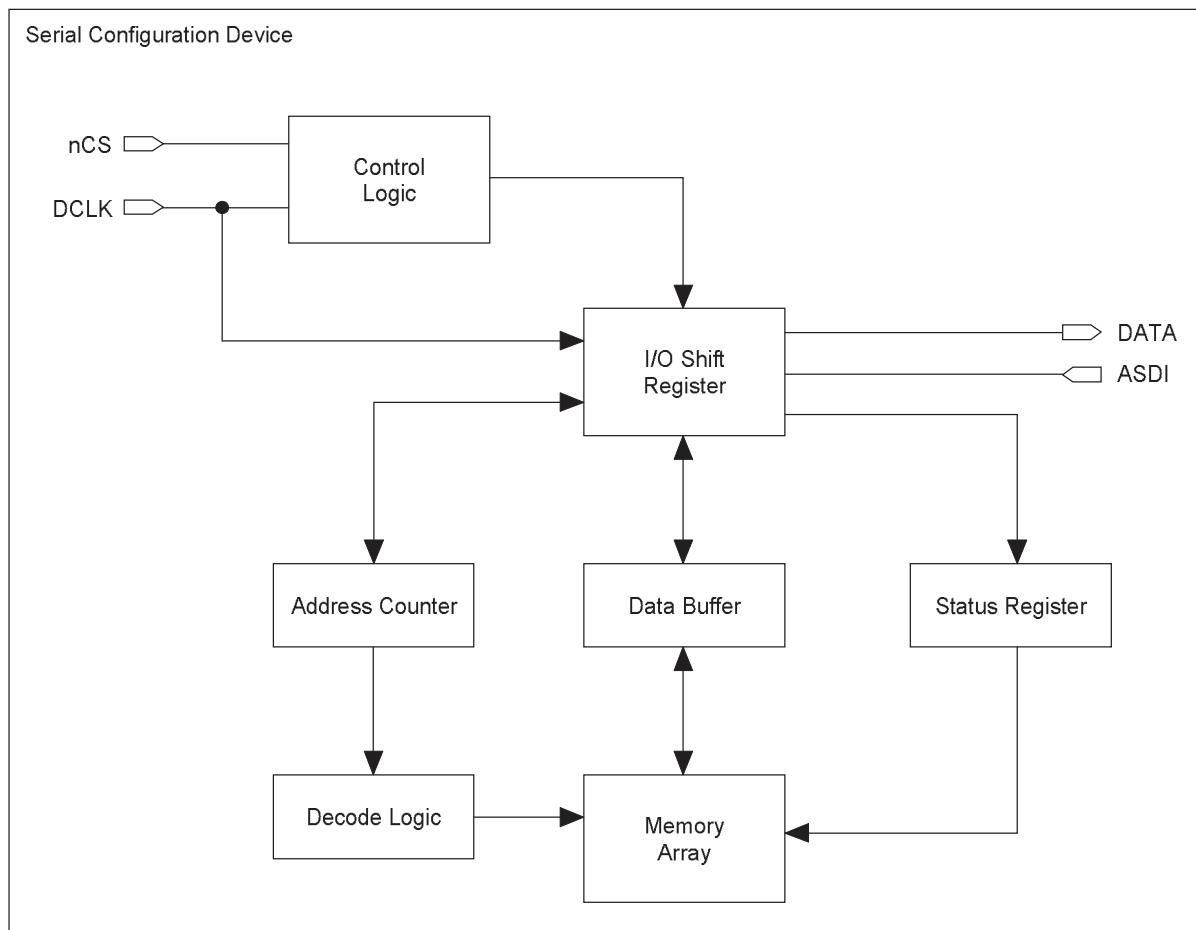 Serial Configuration Device
nCS
DCLK
Control
Logic
I/O Shift
Register
DATA
ASDI
Address Counter
Data Buffer
Status Register
Decode Logic
Memory
Array